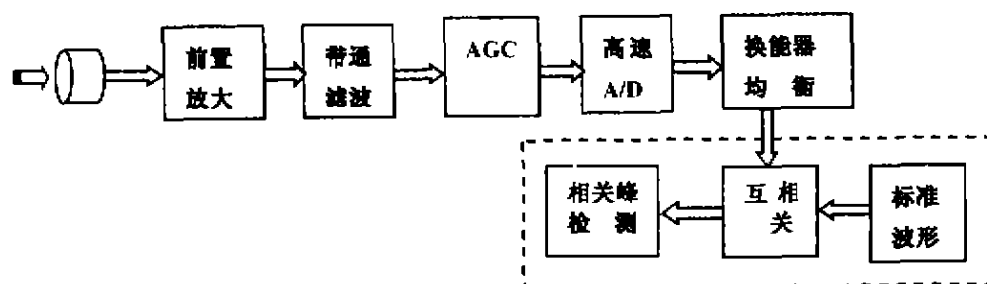 前置
放大
带通
滤波
AGC
高速
A/D
换能器
均 衡
相关峰
检 测
互 相
关
标准
波形